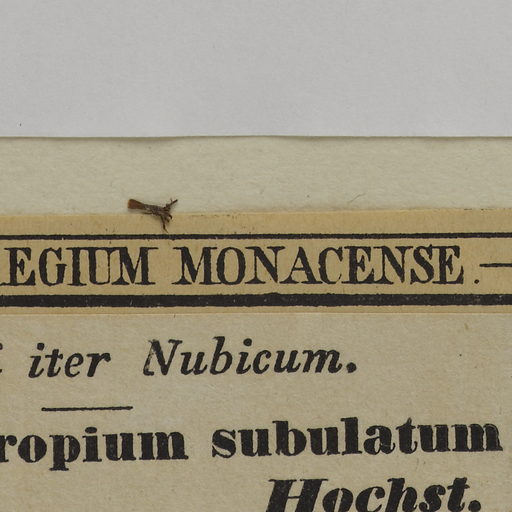 EGIUM MONACENSE.—
iter Nubicum.
ropium subulatum
Hochst.